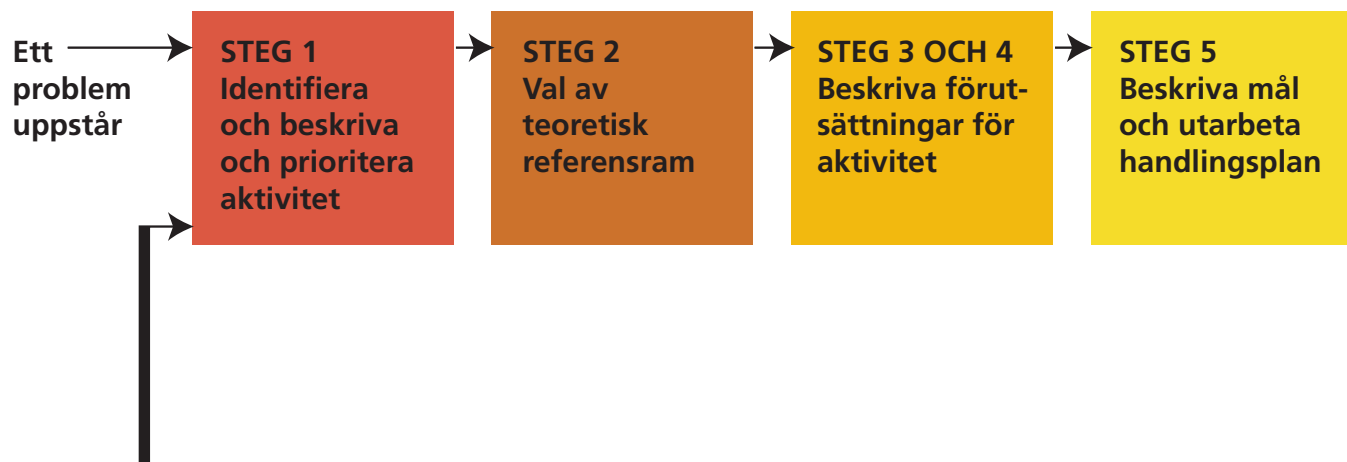 Ett
problem
uppstår
STEG 1
Identifiera
och beskriva
och prioritera
aktivitet
STEG 2
Val av
teoretisk
referensram
STEG 3 OCH 4
Beskriva förut-
sättningar för
aktivitet
STEG 5
Beskriva mål
och utarbeta
handlingsplan